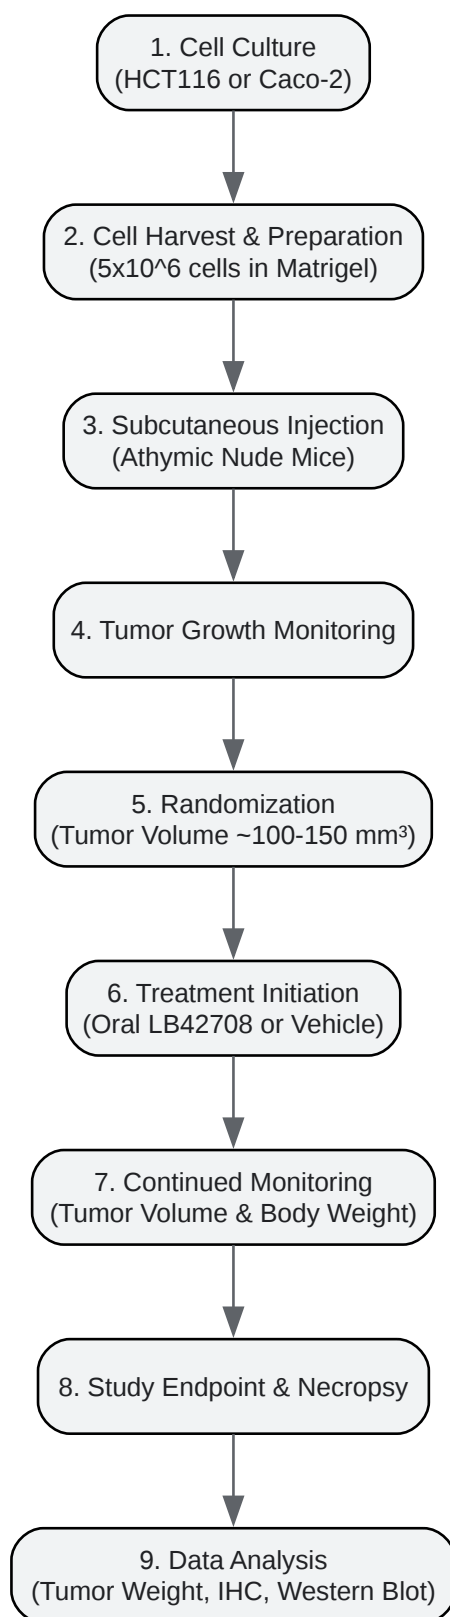 1. Cell Culture
(HCT116 or Caco-2)
2. Cell Harvest & Preparation
(5x10^6 cells in Matrigel)
3. Subcutaneous Injection
(Athymic Nude Mice)
4. Tumor Growth Monitoring
5. Randomization
(Tumor Volume ~100-150 mm³)
6. Treatment Initiation
(Oral LB42708 or Vehicle)
7. Continued Monitoring
(Tumor Volume & Body Weight)
8. Study Endpoint & Necropsy
9. Data Analysis
(Tumor Weight, IHC, Western Blot)